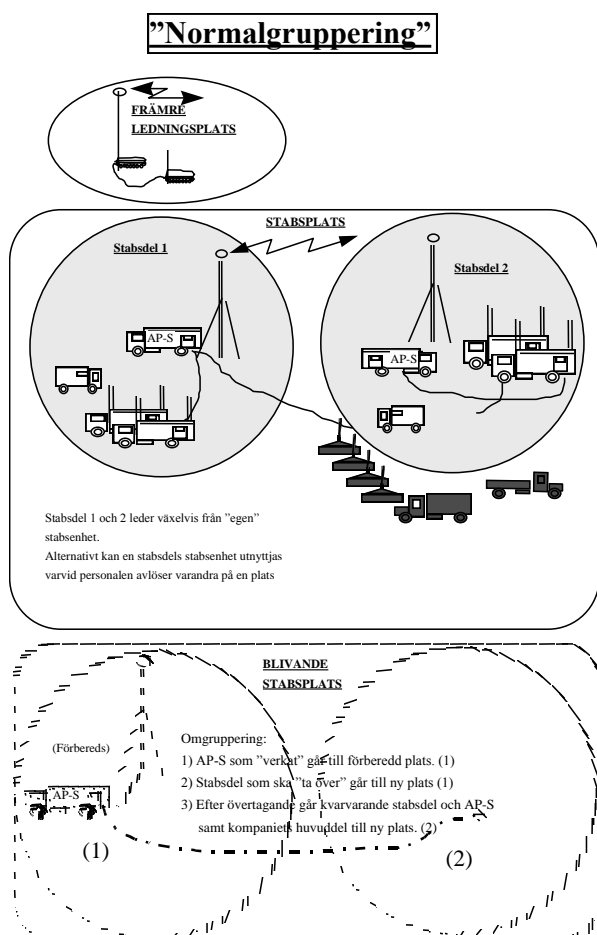 ”Normalgruppering”
FRÄMRE
LEDNINGSPLATS
STABSPLATS
Stabsdel 1
Stabsdel 2
AP-S
AP-S
Stabsdel 1 och 2 leder växelvis från ”egen”
stabsenhet.
Alternativt kan en stabsdels stabsenhet utnyttjas
varvid personalen avlöser varandra på en plats
BLIVANDE
STABSPLATS
(Förbereds)
Omgruppering:
1) AP-S som ”verkat” går till förberedd plats. (1)
2) Stabsdel som ska ”ta över” går till ny plats (1)
3) Efter övertagande går kvarvarande stabsdel och AP-S
samt kompaniets huvuddel till ny plats. (2)
AP-S
(1)
(2)